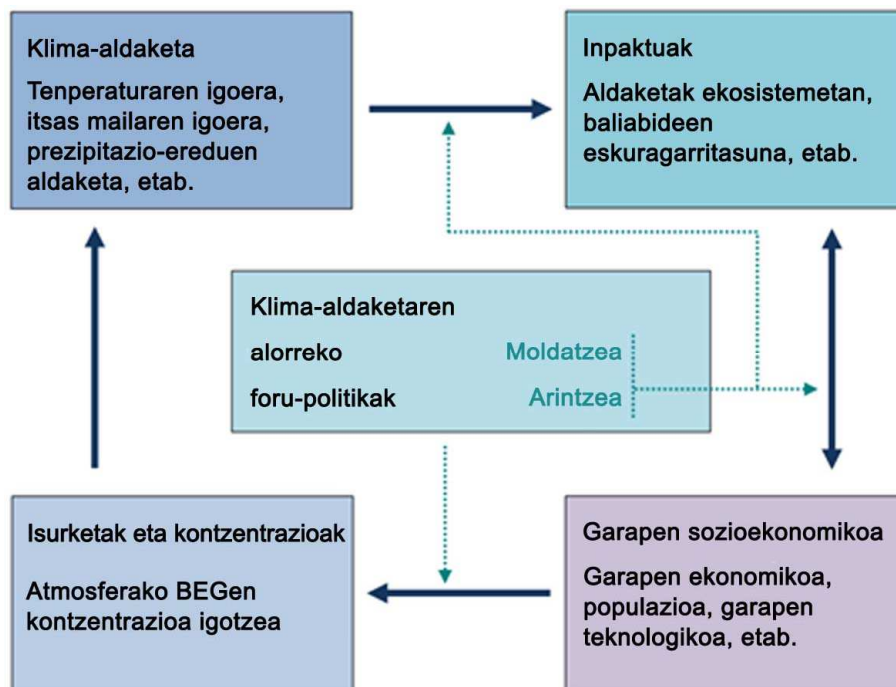 Klima-aldaketa
Tenperaturaren igoera,
itsas mailaren igoera,
prezipitazio-ereduen
aldaketa, etab.
Inpaktuak
Aldaketak ekosistemetan,
baliabideen
eskuragarritasuna, etab.
Klima-aldaketaren
alorreko
foru-politikak
Moldatzea
Arintzea
Isurketak eta kontzentrazioak
Atmosferako BEGen
kontzentrazioa igotzea
Garapen sozioekonomikoa
Garapen ekonomikoa,
populazioa, garapen
teknologikoa, etab.